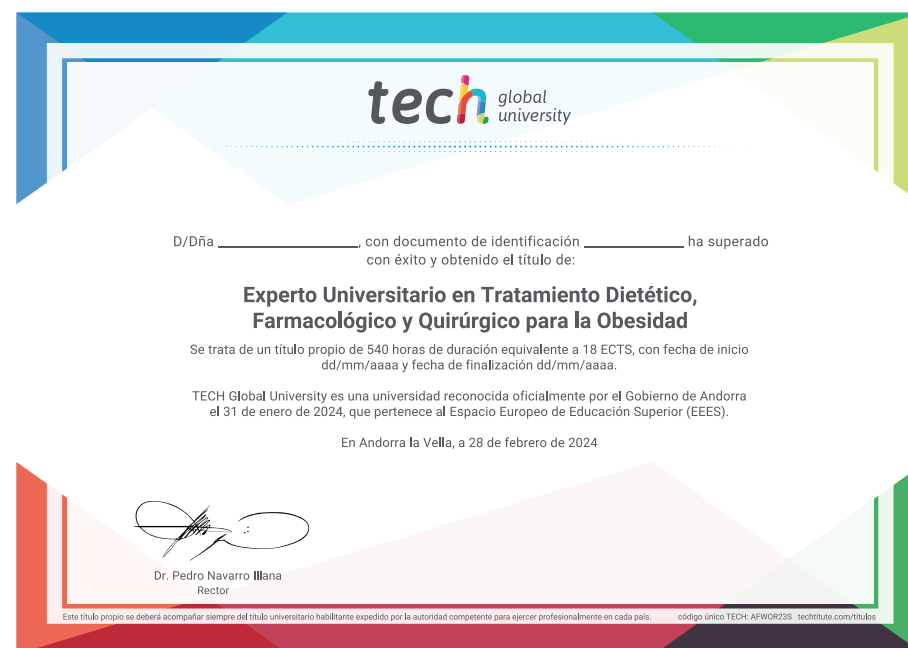 tech global university
D/Dña ____________________, con documento de identificación ______________ ha superado
con éxito y obtenido el título de:
Experto Universitario en Tratamiento Dietético,
Farmacológico y Quirúrgico para la Obesidad
Se trata de un título propio de 540 horas de duración equivalente a 18 ECTS, con fecha de inicio
dd/mm/aaaa y fecha de finalización dd/mm/aaaa.
TECH Global University es una universidad reconocida oficialmente por el Gobierno de Andorra
el 31 de enero de 2024, que pertenece al Espacio Europeo de Educación Superior (EEES).
En Andorra la Vella, a 28 de febrero de 2024
Dr. Pedro Navarro Illana
Rector
Este título propio se deberá acompañar siempre del título universitario habilitante expedido por la autoridad competente para ejercer profesionalmente en cada país. código único TECH: AFWOR23S techtitute.com/titulos